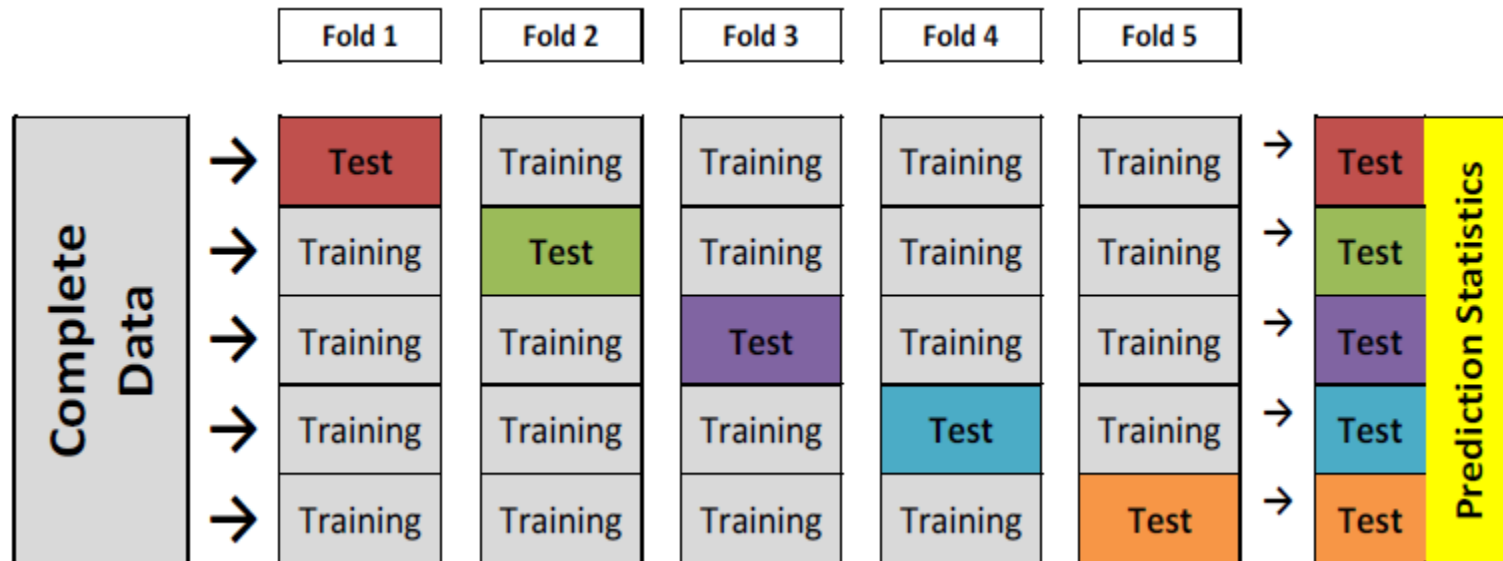 Fold 1 Fold 2 Fold 3 Fold 4 Fold 5
Complete
Data
→ Test Training Training Training Training → Test
→ Training Test Training Training Training → Test
→ Training Training Test Training Training → Test
→ Training Training Training Test Training → Test
→ Training Training Training Training Test → Test
Prediction Statistics